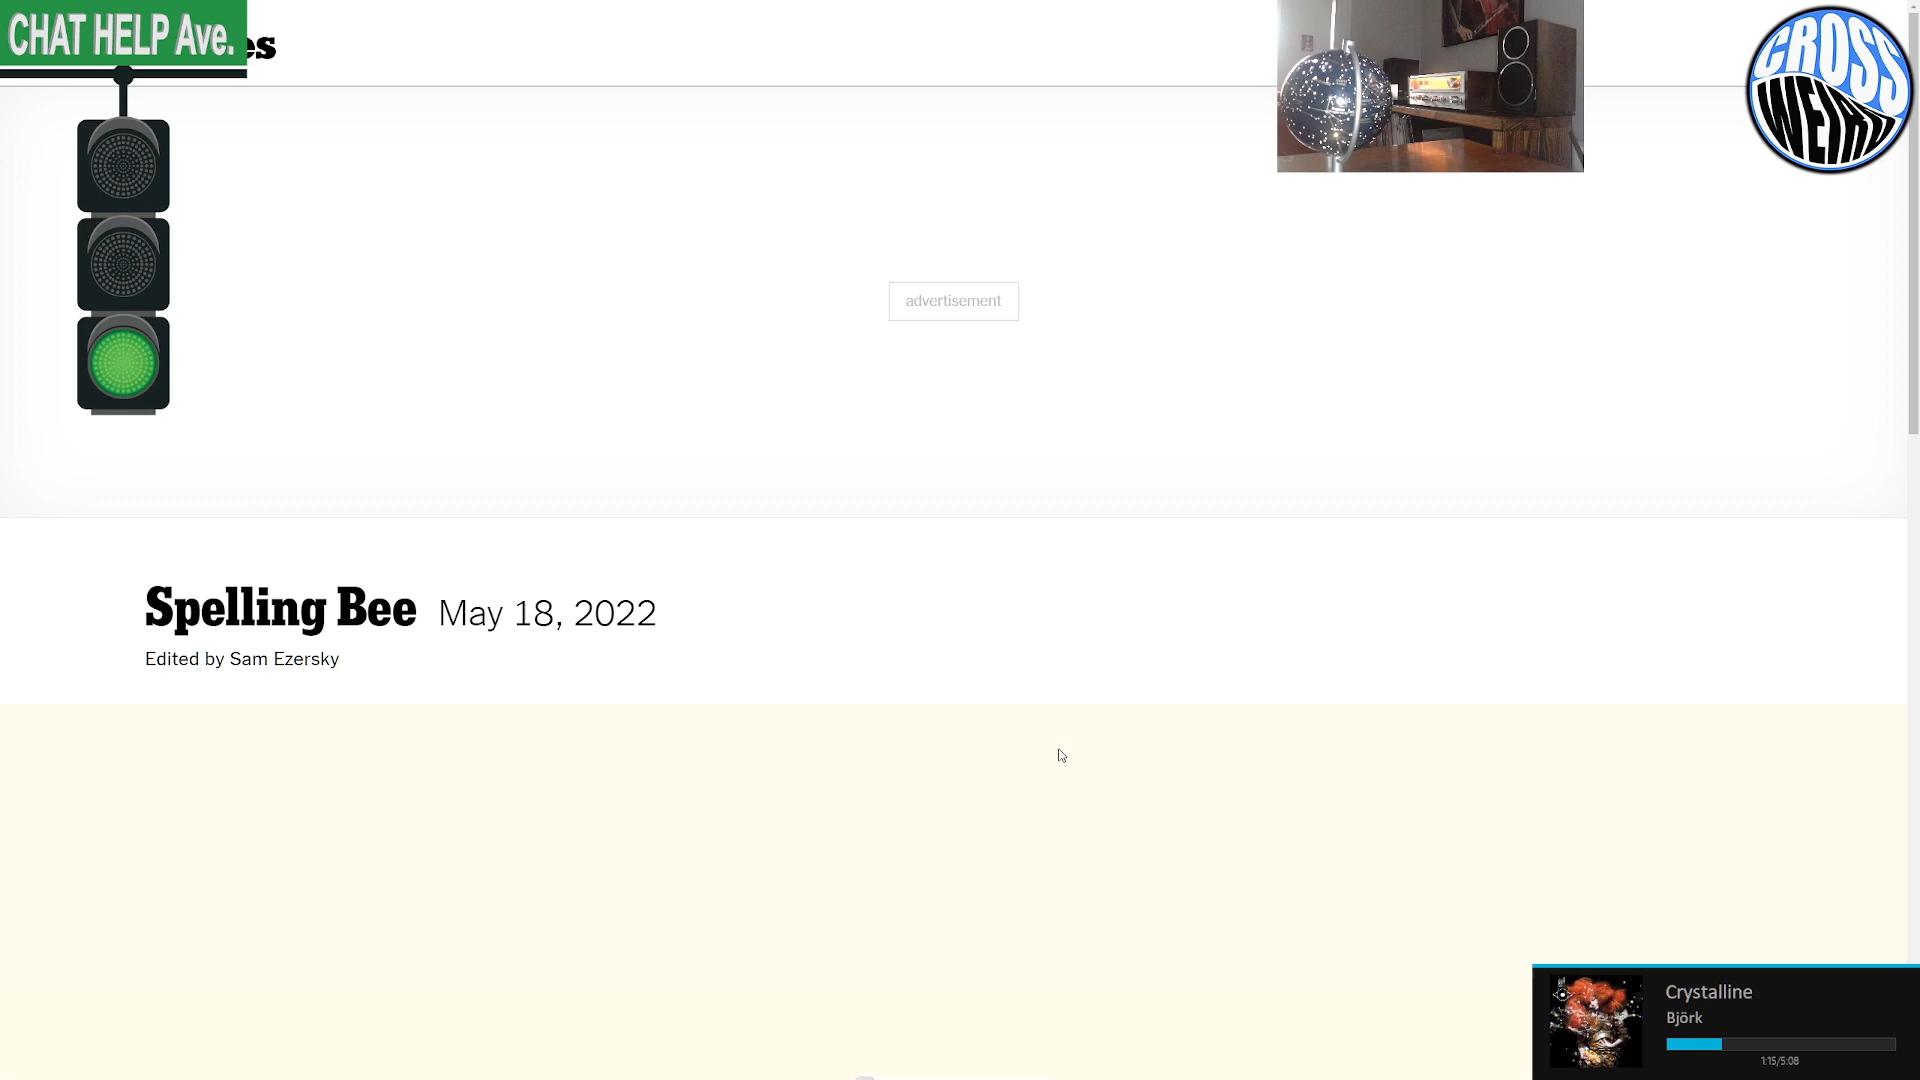 CHAT HELP Ave.
es
CROSS
WEIRD
advertisement
Spelling Bee May 18, 2022
Edited by Sam Ezersky
Crystalline
Björk
1:15/5:08